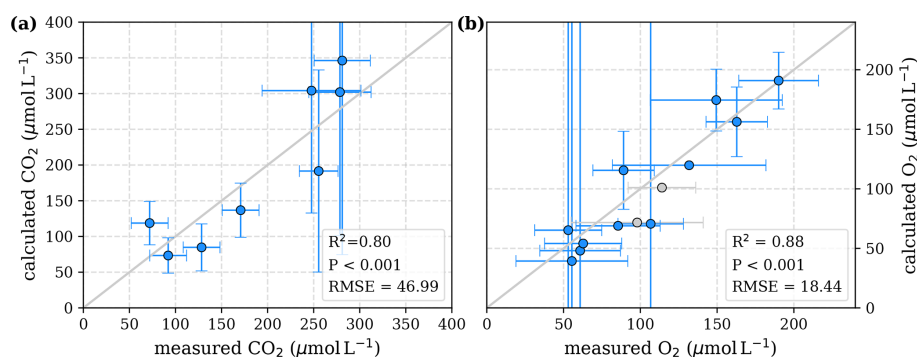 (a)
400
350
300
250
200
150
100
50
0
calculated CO₂ (μmol L⁻¹)
R²=0.80
P < 0.001
RMSE = 46.99
0 50 100 150 200 250 300 350 400
measured CO₂ (μmol L⁻¹)
(b)
200
150
100
50
0
calculated O₂ (μmol L⁻¹)
R² = 0.88
P < 0.001
RMSE = 18.44
0 50 100 150 200
measured O₂ (μmol L⁻¹)